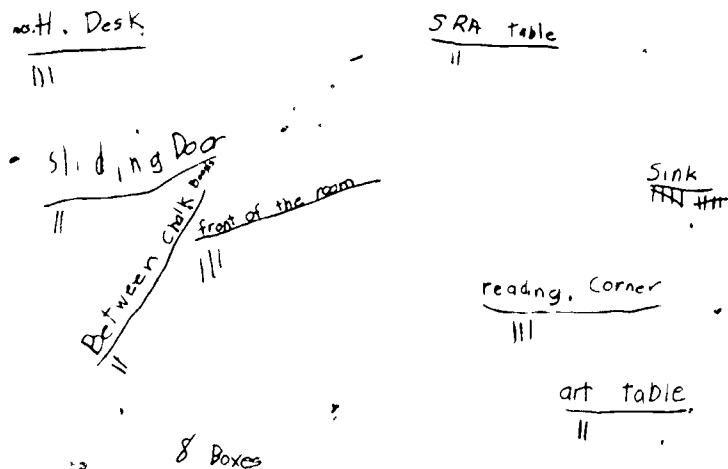 Mrs. H. Desk
SRA table
Sliding Door
Sink
Between Chalk Boards
front of the room
reading. Corner
art table
8 Boxes